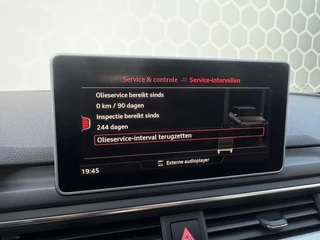 Service & controle Service-intervallen
Olieservice bereikt sinds
0 km / 90 dagen
Inspectie bereikt sinds
244 dagen
Olieservice-interval terugzetten
Externe audioplayer
19:45